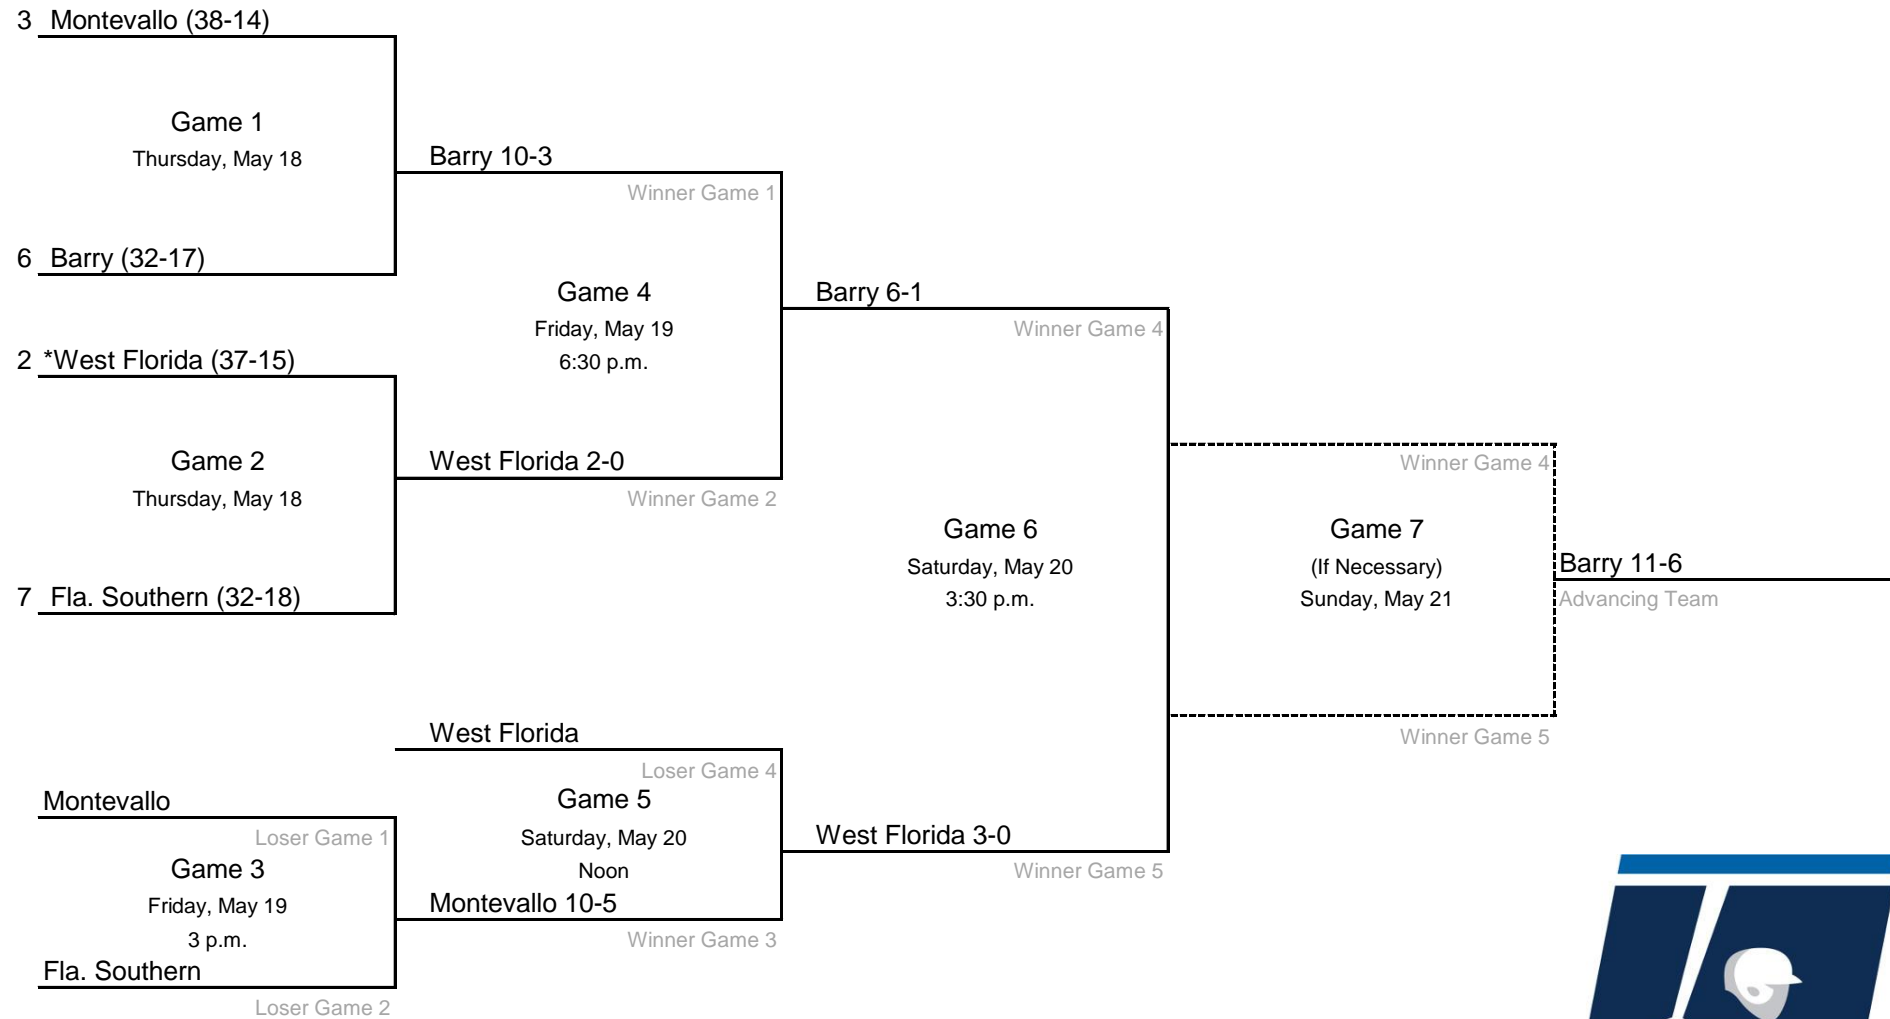 3 Montevallo (38-14)
Game 1
Thursday, May 18
Barry 10-3
Winner Game 1
6 Barry (32-17)
Game 4
Friday, May 19
6:30 p.m.
Barry 6-1
Winner Game 4
2 *West Florida (37-15)
Game 2
Thursday, May 18
West Florida 2-0
Winner Game 2
7 Fla. Southern (32-18)
Game 6
Saturday, May 20
3:30 p.m.
Winner Game 4
Game 7
(If Necessary)
Sunday, May 21
Barry 11-6
Advancing Team
Winner Game 5
West Florida
Loser Game 4
Game 5
Saturday, May 20
Noon
West Florida 3-0
Winner Game 5
Montevallo
Loser Game 1
Game 3
Friday, May 19
3 p.m.
Montevallo 10-5
Winner Game 3
Fla. Southern
Loser Game 2